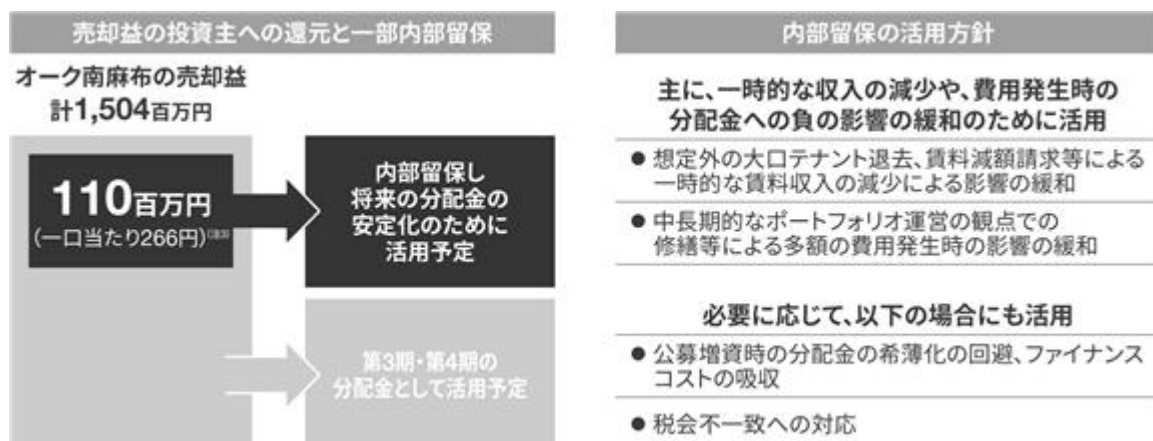 売却益の投資主への還元と一部内部留保
オーク南麻布の売却益
計1,504百万円
110百万円
(一口当たり266円)
内部留保し
将来の分配金の
安定化のために
活用予定
第3期・第4期の
分配金として活用予定
内部留保の活用方針
主に、一時的な収入の減少や、費用発生時の
分配金への負の影響の緩和のために活用
● 想定外の大口テナント退去、賃料減額請求等による
一時的な賃料収入の減少による影響の緩和
● 中長期的なポートフォリオ運営の観点での
修繕等による多額の費用発生時の影響の緩和
必要に応じて、以下の場合にも活用
● 公募増資時の分配金の希薄化の回避、ファイナンス
コストの吸収
● 税会不一致への対応